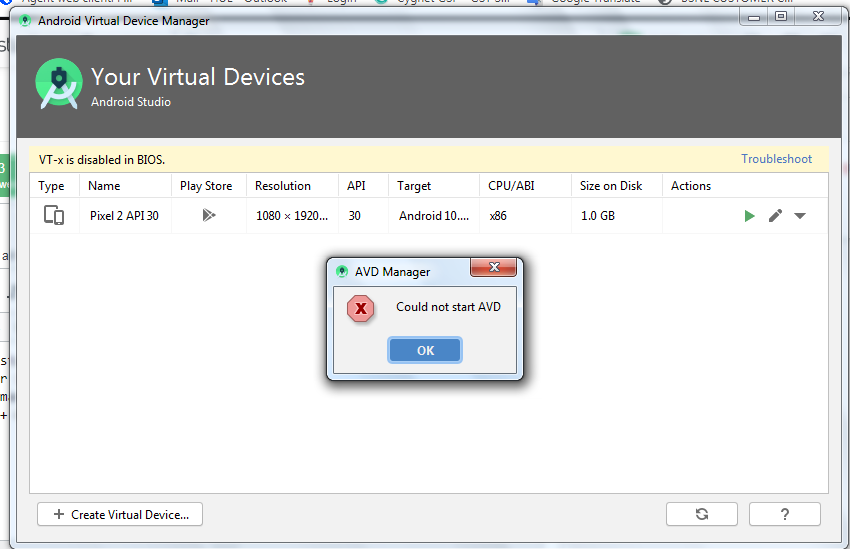 Android Virtual Device Manager
Your Virtual Devices
Android Studio
VT-x is disabled in BIOS. Troubleshoot
Type Name Play Store Resolution API Target CPU/ABI Size on Disk Actions
Pixel 2 API 30 1080 × 1920... 30 Android 10.... x86 1.0 GB
AVD Manager
Could not start AVD
OK
+ Create Virtual Device...
?